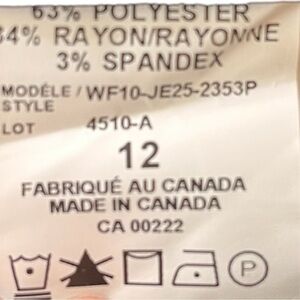 63% POLYESTER
34% RAYON/RAYONNE
3% SPANDEX
MODÈLE / WF10-JE25-2353P
STYLE
LOT 4510-A
12
FABRIQUÉ AU CANADA
MADE IN CANADA
CA 00222
P